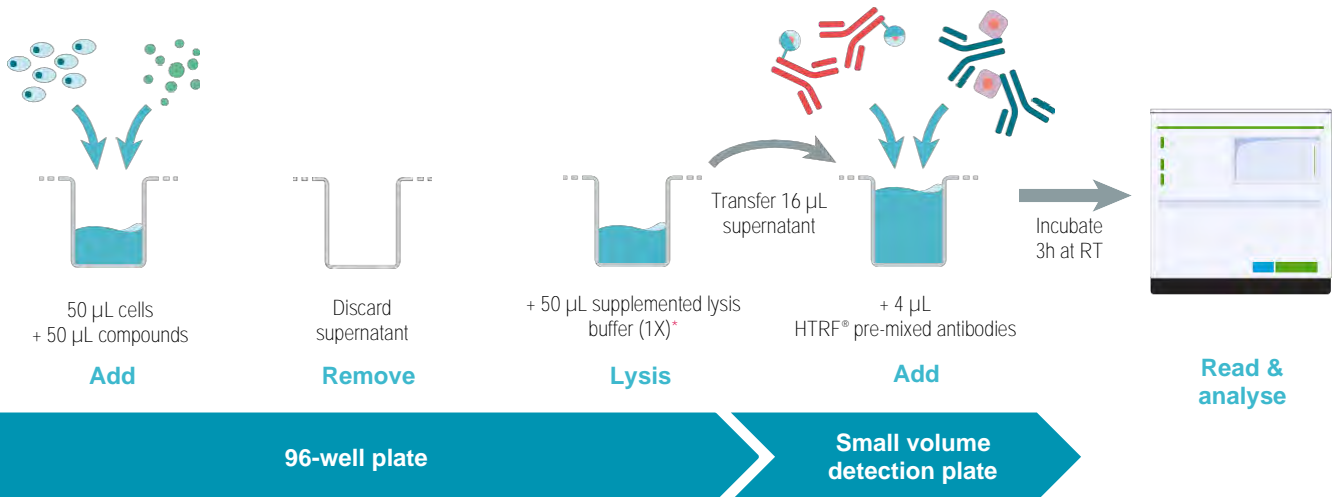 50 µL cells
+ 50 µL compounds
Add
Discard
supernatant
Remove
+ 50 µL supplemented lysis
buffer (1X)*
Lysis
Transfer 16 µL
supernatant
+ 4 µL
HTRF® pre-mixed antibodies
Add
Incubate
3h at RT
Read &
analyse
96-well plate
Small volume
detection plate